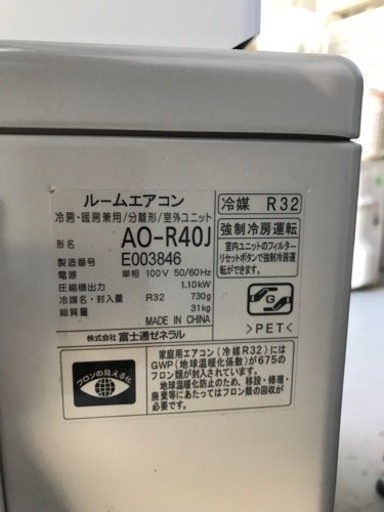 ルームエアコン
冷房・暖房兼用/分離形/室外ユニット
形名 AO-R40J
製造番号 E003846
電源 単相 100V 50/60Hz
圧縮機出力 1.10kW
冷媒名・封入量 R32 730g
総質量 31kg
MADE IN CHINA
株式会社 富士通ゼネラル
冷媒 R32
強制冷房運転
室内ユニットのフィルター
リセットボタンで強制冷房運転
G
>PET<
フロンの見える化
家庭用エアコン(冷媒R32)には
GWP(地球温暖化係数)が675の
フロン類が封入されています。
地球温暖化防止のため、移設・修理・
廃棄等にあたってはフロン類の回収が
必要です。